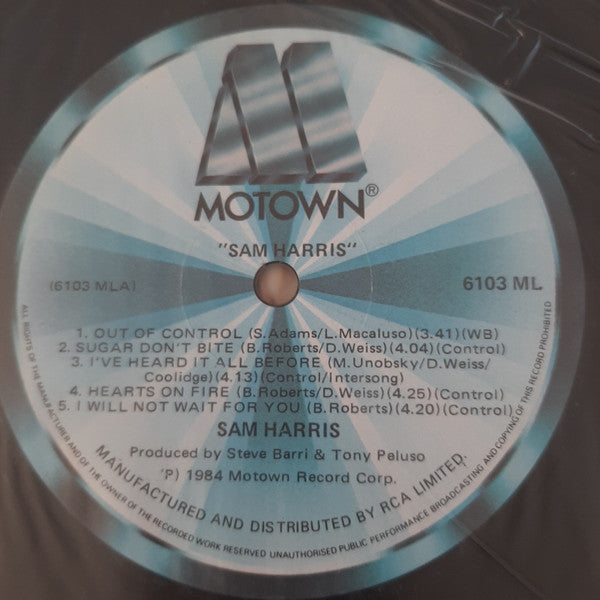 MOTOWN®
"SAM HARRIS"
(6103 MLA)
6103 ML
1. OUT OF CONTROL (S.Adams/L.Macaluso)(3.41)(WB)
2. SUGAR DON'T BITE (B.Roberts/D.Weiss) (4.04)(Control)
3. I'VE HEARD IT ALL BEFORE (M.Unobsky/D.Weiss/
Coolidge)(4.13)(Control/Intersong)
4. HEARTS ON FIRE (B.Roberts/D.Weiss)(4.25)(Control)
5. I WILL NOT WAIT FOR YOU (B.Roberts)(4.20)(Control)
SAM HARRIS
Produced by Steve Barri & Tony Peluso
(P) 1984 Motown Record Corp.
MANUFACTURED AND DISTRIBUTED BY RCA LIMITED.
ALL RIGHTS OF THE MANUFACTURER AND OF THE OWNER OF THE RECORDED WORK RESERVED UNAUTHORISED PUBLIC PERFORMANCE BROADCASTING AND COPYING OF THIS RECORD PROHIBITED